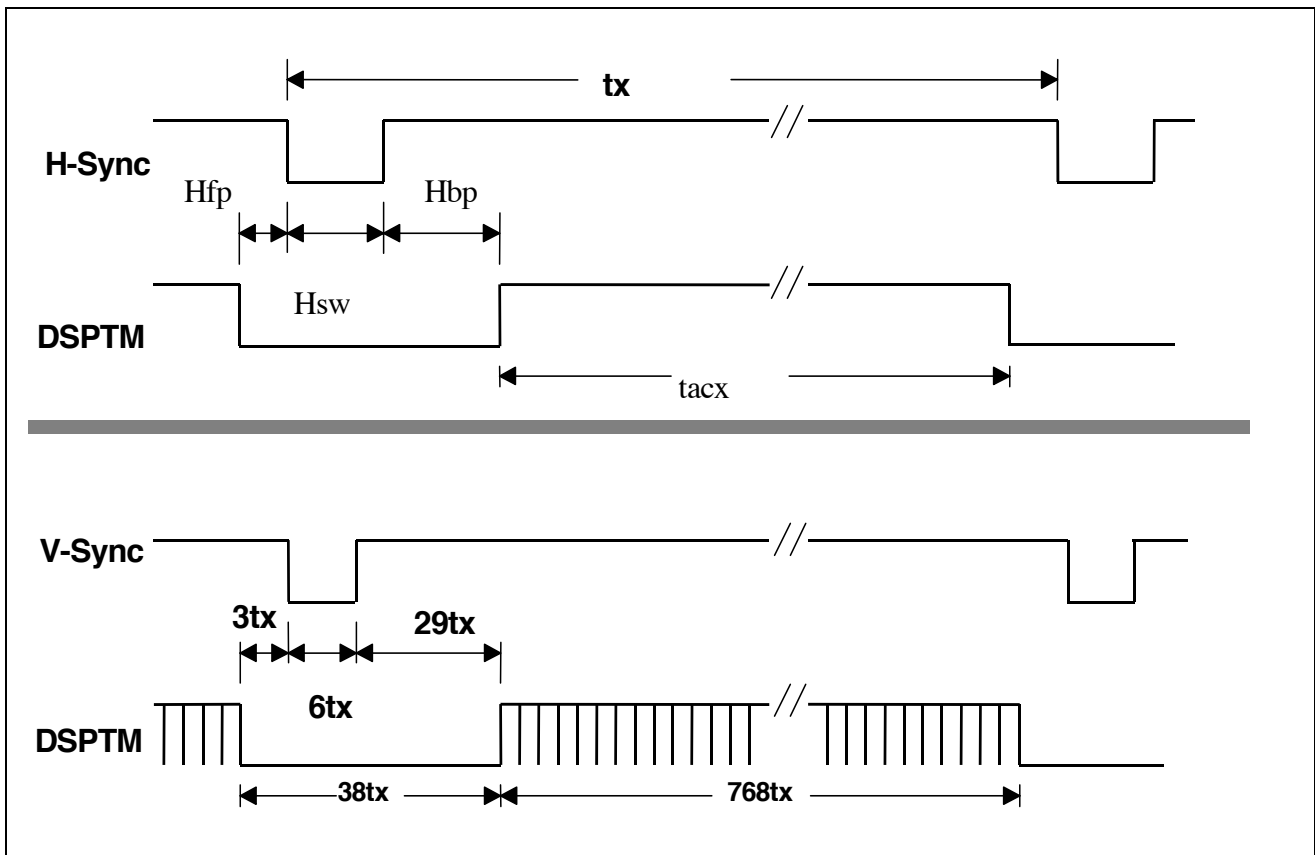 tx
H-Sync
Hfp
Hbp
Hsw
DSPTM
tacx
V-Sync
3tx
29tx
6tx
DSPTM
38tx
768tx